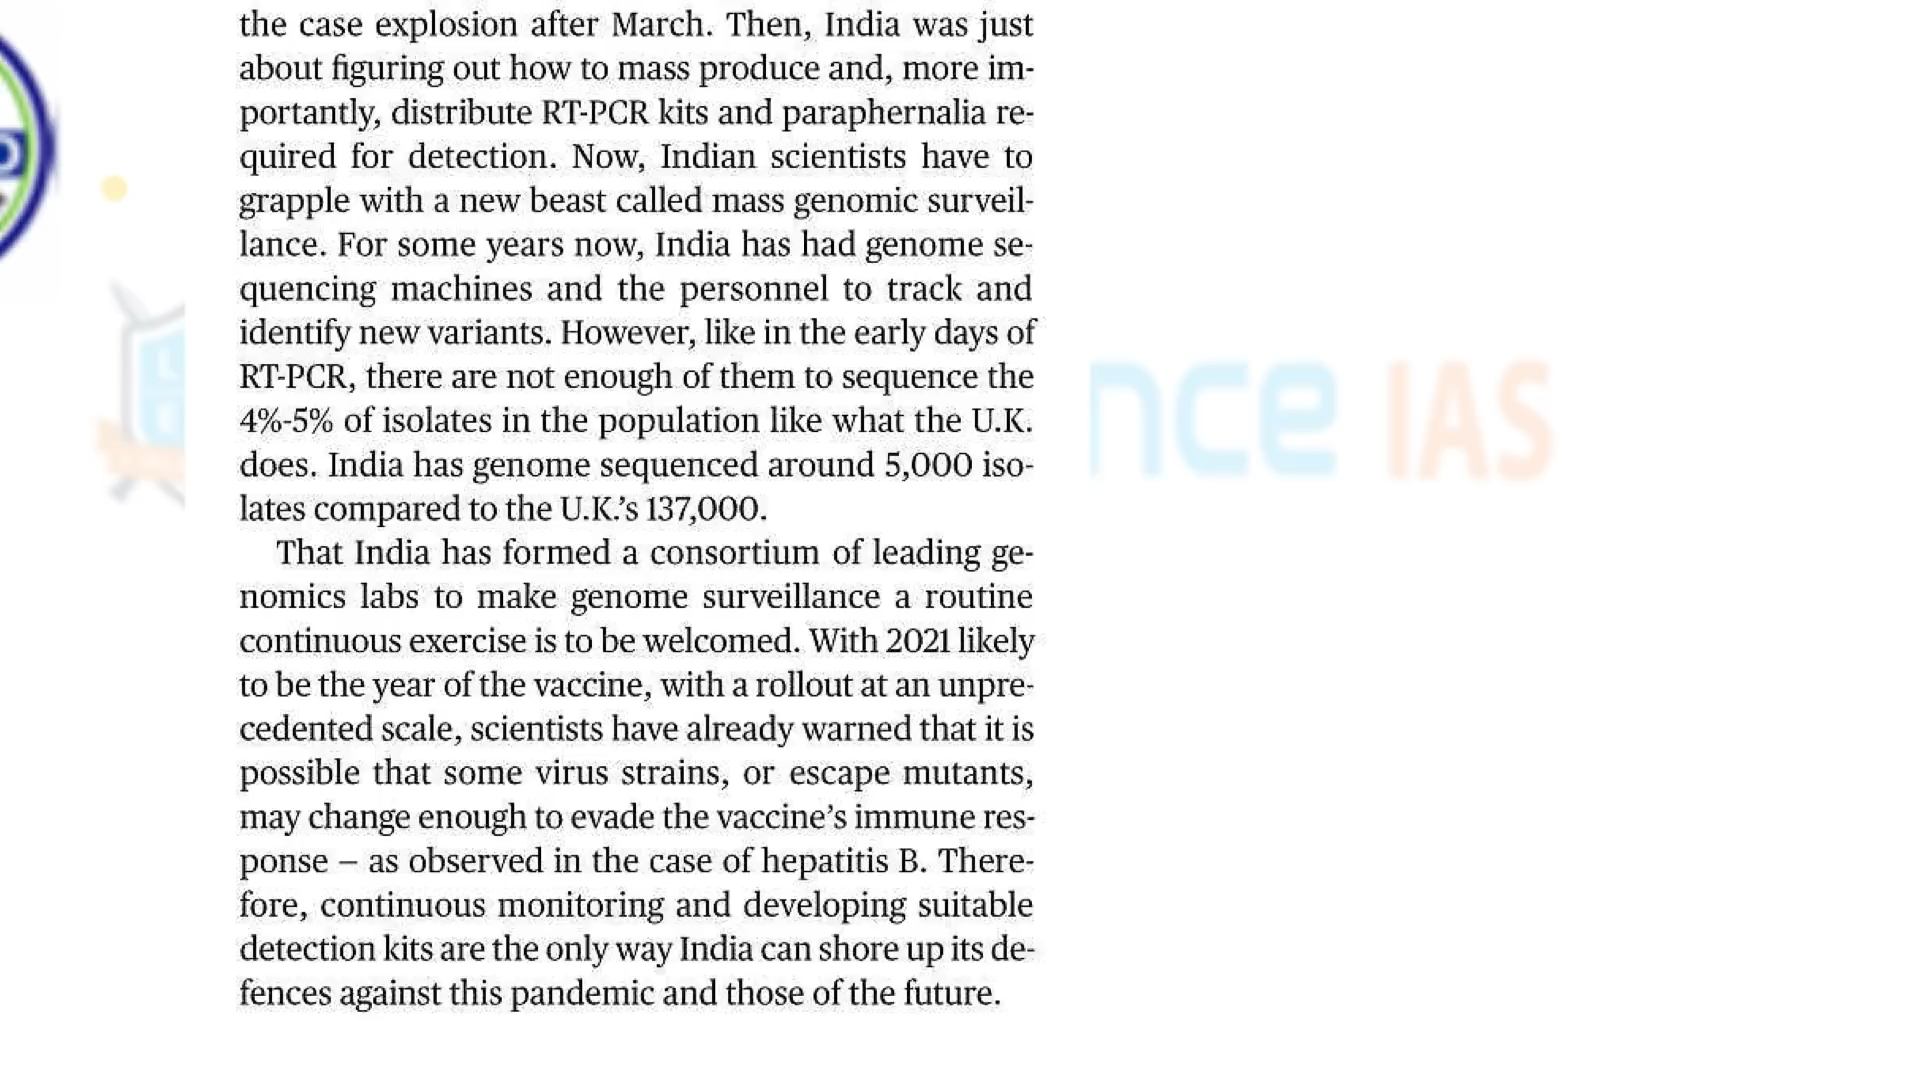 the case explosion after March. Then, India was just
about figuring out how to mass produce and, more im-
portantly, distribute RT-PCR kits and paraphernalia re-
quired for detection. Now, Indian scientists have to
grapple with a new beast called mass genomic surveil-
lance. For some years now, India has had genome se-
quencing machines and the personnel to track and
identify new variants. However, like in the early days of
RT-PCR, there are not enough of them to sequence the
4%-5% of isolates in the population like what the U.K.
does. India has genome sequenced around 5,000 iso-
lates compared to the U.K.’s 137,000.
That India has formed a consortium of leading ge-
nomics labs to make genome surveillance a routine
continuous exercise is to be welcomed. With 2021 likely
to be the year of the vaccine, with a rollout at an unpre-
cedented scale, scientists have already warned that it is
possible that some virus strains, or escape mutants,
may change enough to evade the vaccine’s immune res-
ponse – as observed in the case of hepatitis B. There-
fore, continuous monitoring and developing suitable
detection kits are the only way India can shore up its de-
fences against this pandemic and those of the future.
nce IAS